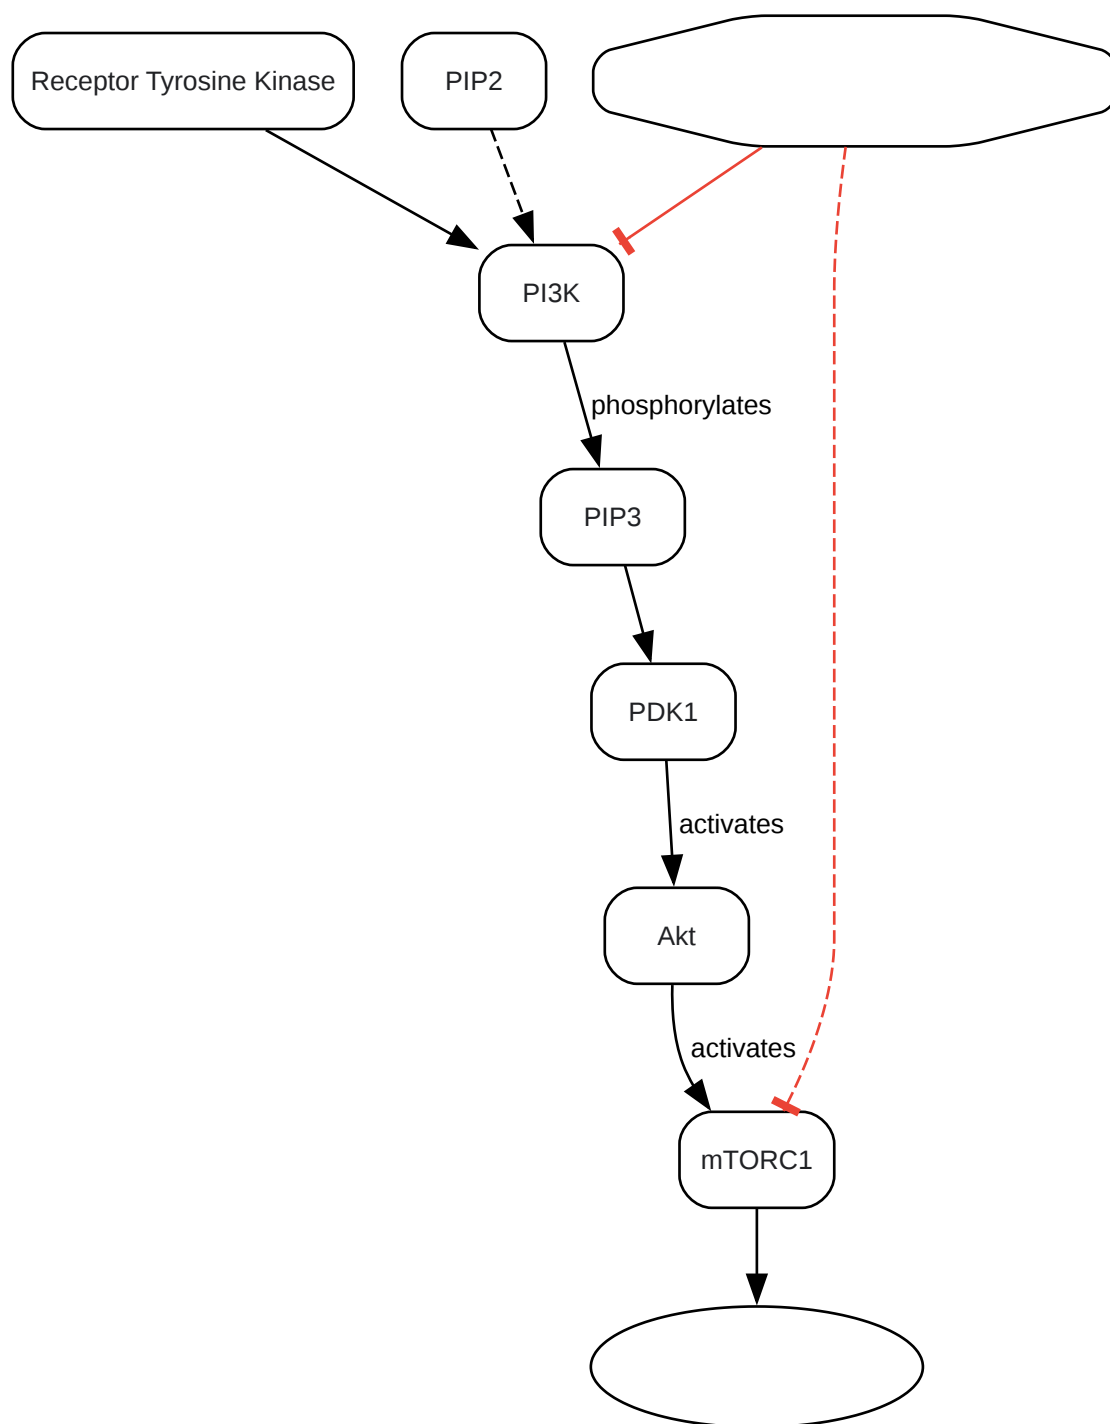 Receptor Tyrosine Kinase
PIP2
PI3K
phosphorylates
PIP3
PDK1
activates
Akt
activates
mTORC1